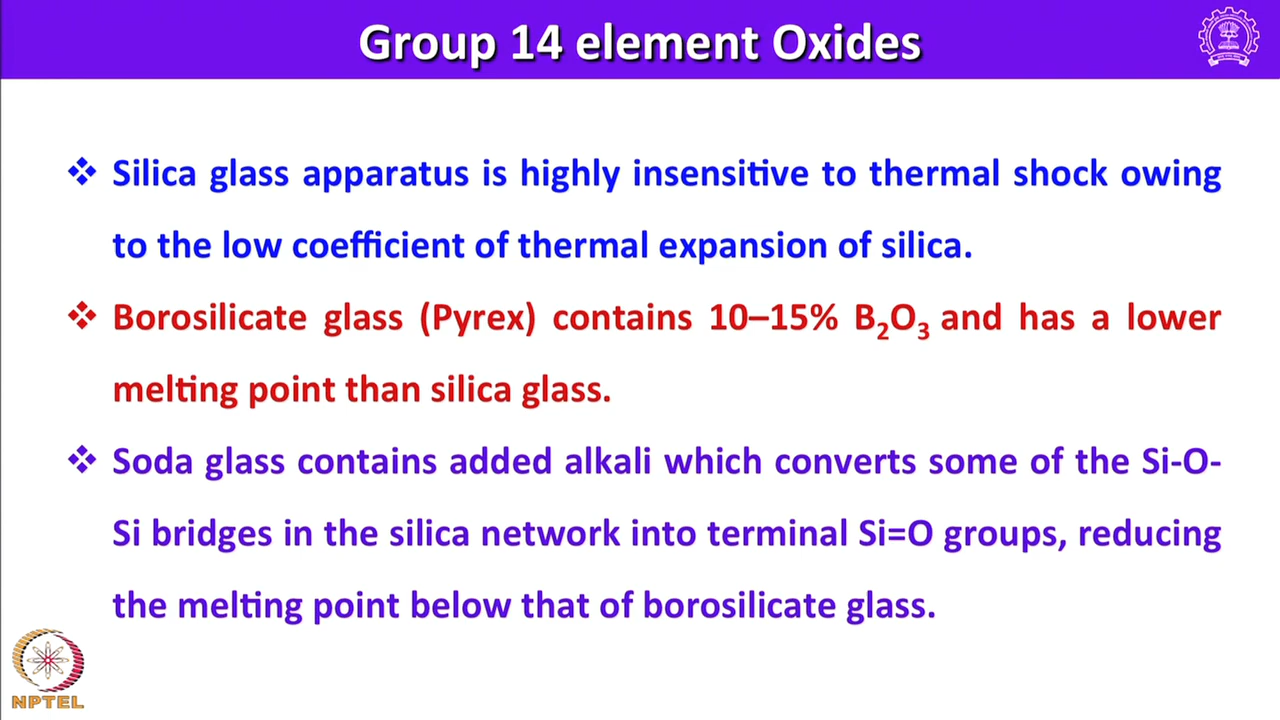 Group 14 element Oxides
❖ Silica glass apparatus is highly insensitive to thermal shock owing
to the low coefficient of thermal expansion of silica.
❖ Borosilicate glass (Pyrex) contains 10–15% B₂O₃ and has a lower
melting point than silica glass.
❖ Soda glass contains added alkali which converts some of the Si-O-
Si bridges in the silica network into terminal Si=O groups, reducing
the melting point below that of borosilicate glass.
NPTEL